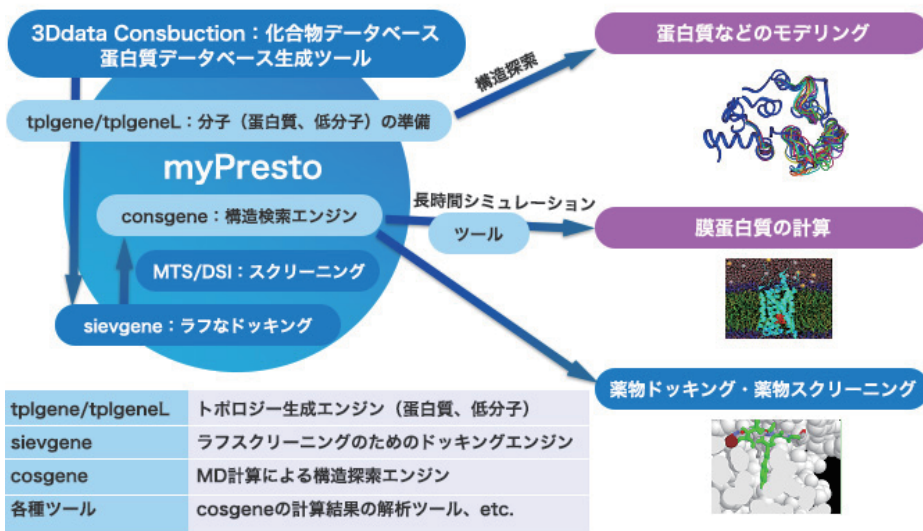 3Ddata Consbuction：化合物データベース
蛋白質データベース生成ツール
tplgene/tplgeneL：分子（蛋白質、低分子）の準備
myPresto
consgene：構造検索エンジン
MTS/DSI：スクリーニング
sievgene：ラフなドッキング
構造探索
長時間シミュレーション
ツール
蛋白質などのモデリング
膜蛋白質の計算
薬物ドッキング・薬物スクリーニング
tplgene/tplgeneL トポロジー生成エンジン（蛋白質、低分子）
sievgene ラフスクリーニングのためのドッキングエンジン
cosgene MD計算による構造探索エンジン
各種ツール cosgeneの計算結果の解析ツール、etc.